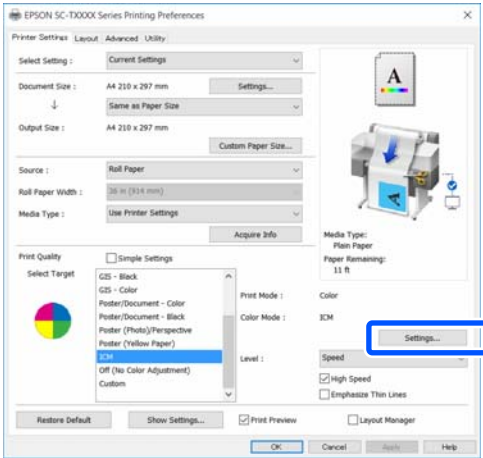 EPSON SC-TXXXX Series Printing Preferences
Printer Settings Layout Advanced Utility
Select Setting : Current Settings
Document Size : A4 210 x 297 mm Settings...
Same as Paper Size
Output Size : A4 210 x 297 mm
Custom Paper Size...
Source : Roll Paper
Roll Paper Width : 36 in (914 mm)
Media Type : Use Printer Settings
Acquire Info
Media Type:
Plain Paper
Paper Remaining:
11 ft
Print Quality Simple Settings
Select Target
GIS - Black
GIS - Color
Poster/Document - Color
Poster/Document - Black
Poster (Photo)/Perspective
Poster (Yellow Paper)
ICM
Off (No Color Adjustment)
Custom
Print Mode : Color
Color Mode : ICM
Settings...
Level : Speed
High Speed
Emphasize Thin Lines
Restore Default Show Settings... Print Preview Layout Manager
OK Cancel Apply Help
A
A